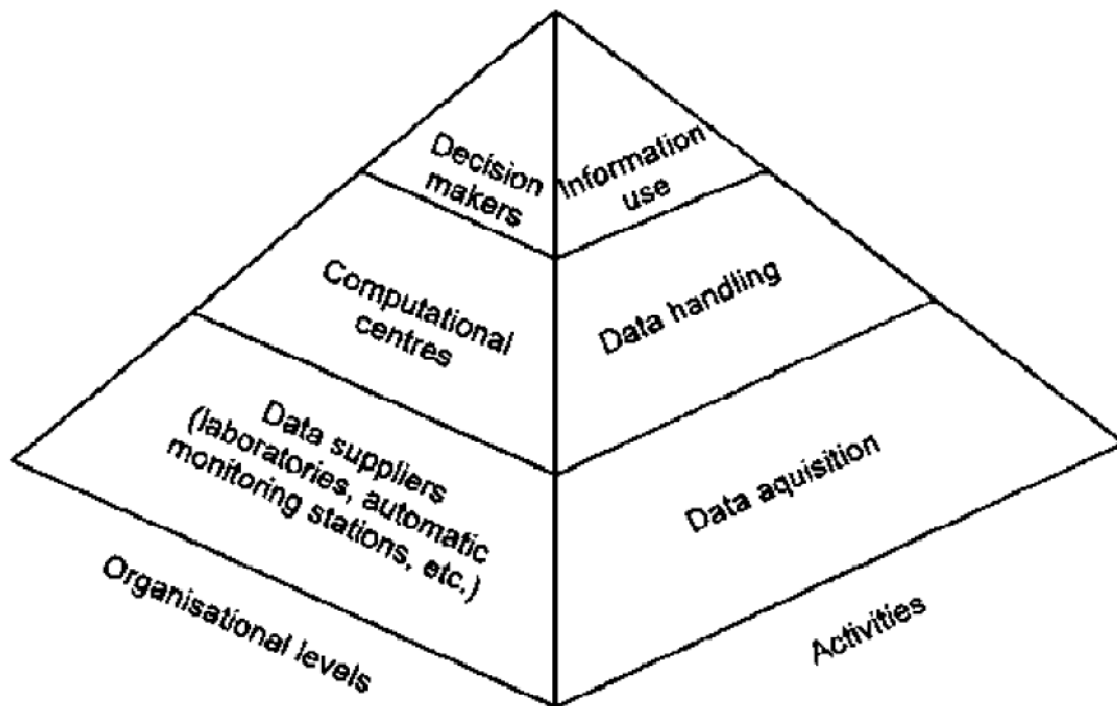 Decision
makers
Information
use
Computational
centres
Data handling
Data suppliers
(laboratories, automatic
monitoring stations, etc.)
Data aquisition
Organisational levels
Activities